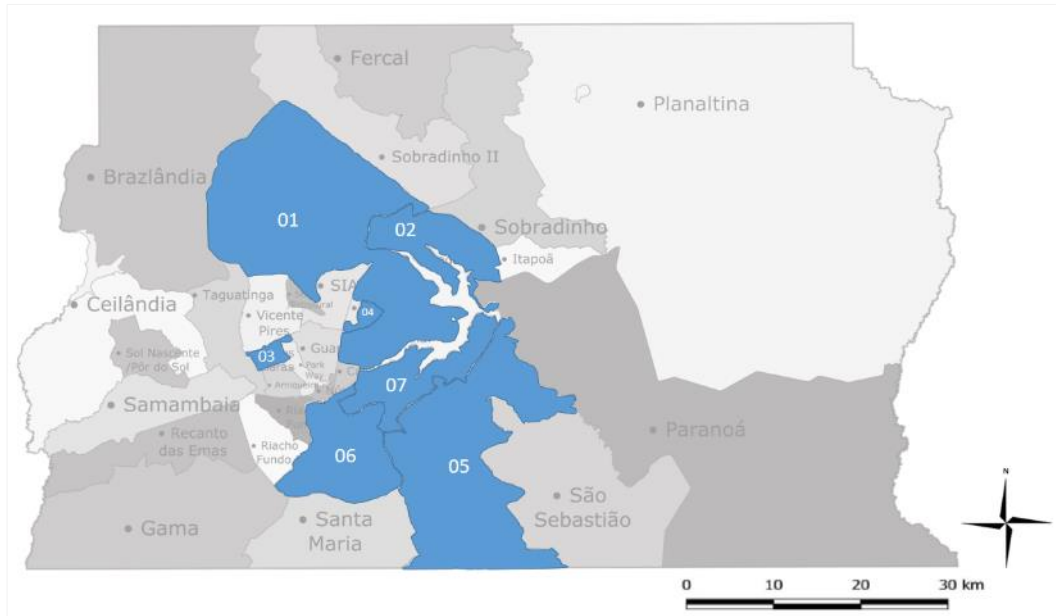 Fercal
Planaltina
Sobradinho II
Brazlândia
01
02
Sobradinho
Itapoã
SIA
Taguatinga
Ceilândia
04
Vicente
Pires
Sol Nascente
/Pôr do Sol
03
Guar
Park
Way
Arniqueira
07
Samambaia
Recanto
das Emas
Riacho
Fundo
06
05
Paranoá
São
Sebastião
Gama
Santa
Maria
N
0 10 20 30 km